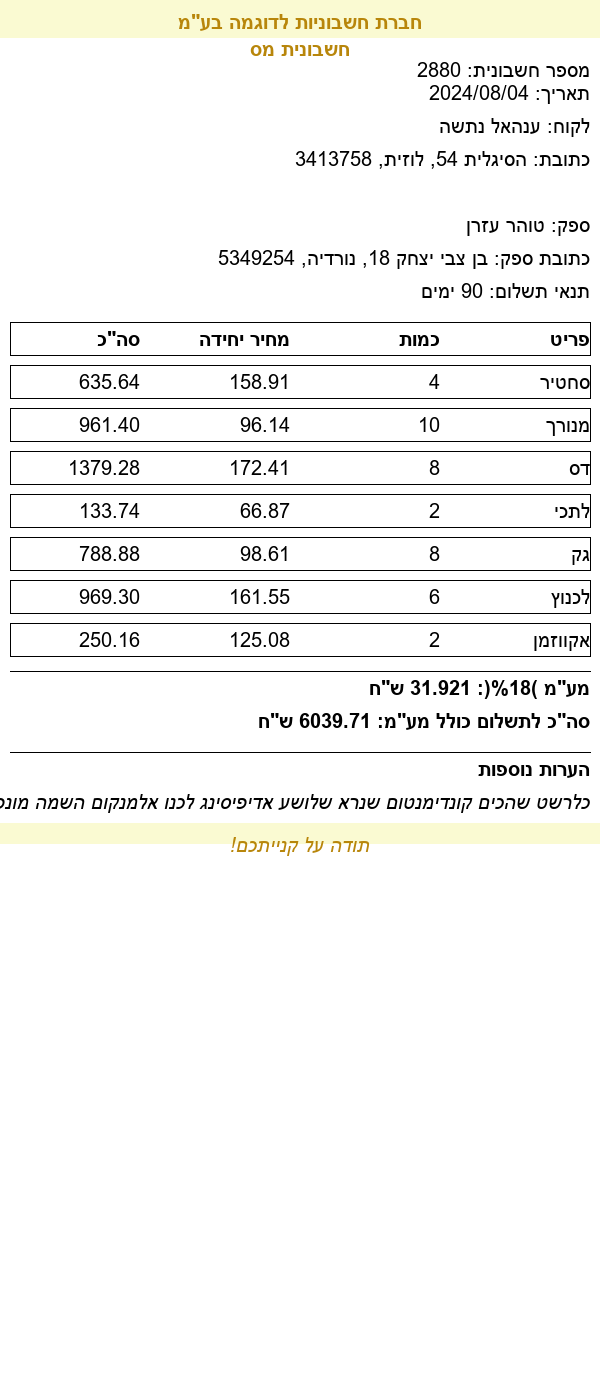 חברת חשבוניות לדוגמה בע"מ
חשבונית מס
מספר חשבונית: 2880
תאריך: 2024/08/04
לקוח: ענהאל נתשה
כתובת: הסיגלית 54, לוזית, 3413758
ספק: טוהר עזרן
כתובת ספק: בן צבי יצחק 18, נורדיה, 5349254
תנאי תשלום: 90 ימים
פריט כמות מחיר יחידה סה"כ
סחטיר 4 158.91 635.64
מנורך 10 96.14 961.40
דס 8 172.41 1379.28
לתכי 2 66.87 133.74
גק 8 98.61 788.88
לכנוץ 6 161.55 969.30
אקווזמן 2 125.08 250.16
מע"מ )18%(: 31.921 ש"ח
סה"כ לתשלום כולל מע"מ: 6039.71 ש"ח
הערות נוספות
כלרשט שהכים קונדימנטום שנרא שלושע אדיפיסינג לכנו אלמנקום השמה
תודה על קנייתכם!